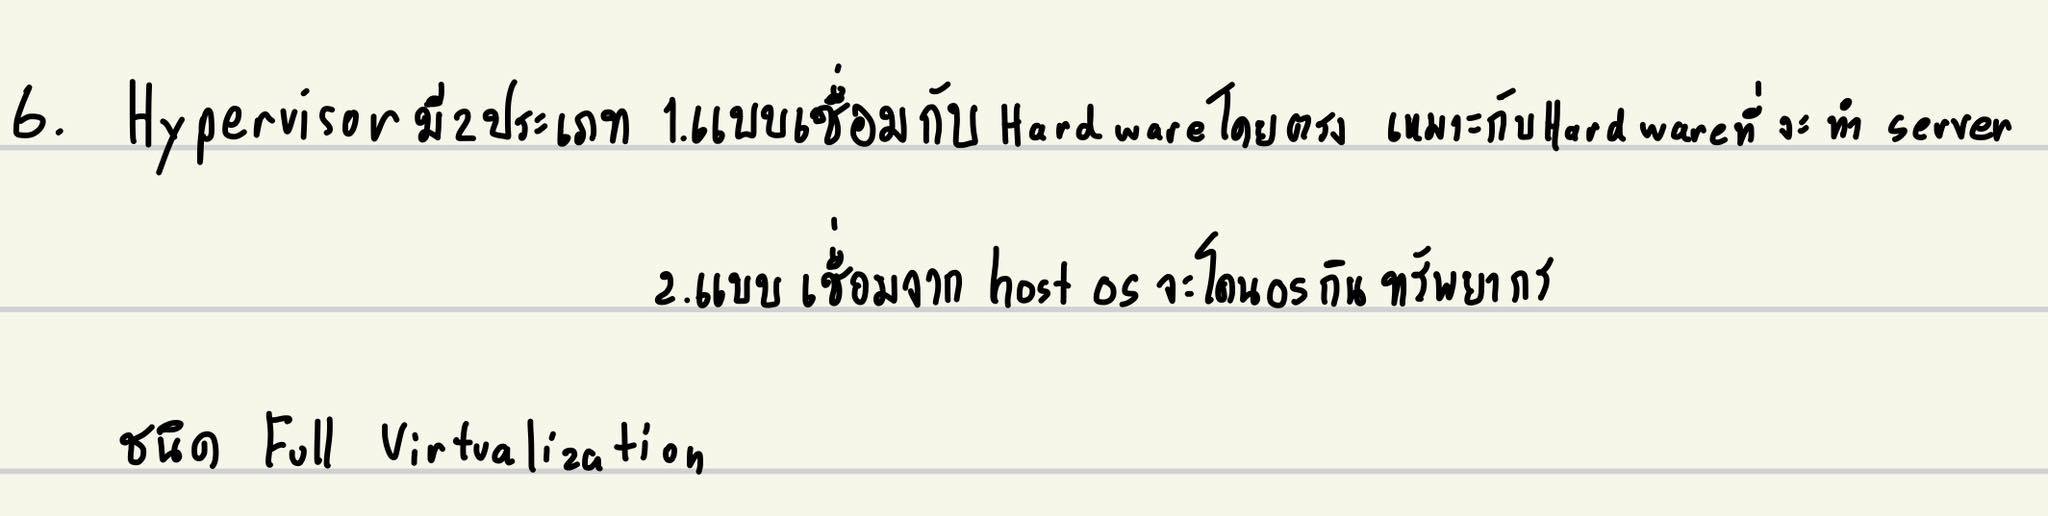 6. Hypervisor มี 2 ประเภท 1.แบบเชื่อมกับ Hardware โดยตรง เหมาะกับ Hardware ที่จะทำ server
2.แบบ เชื่อมจาก host os จะโดน os กินทรัพยากร
ชนิด Full Virtualization